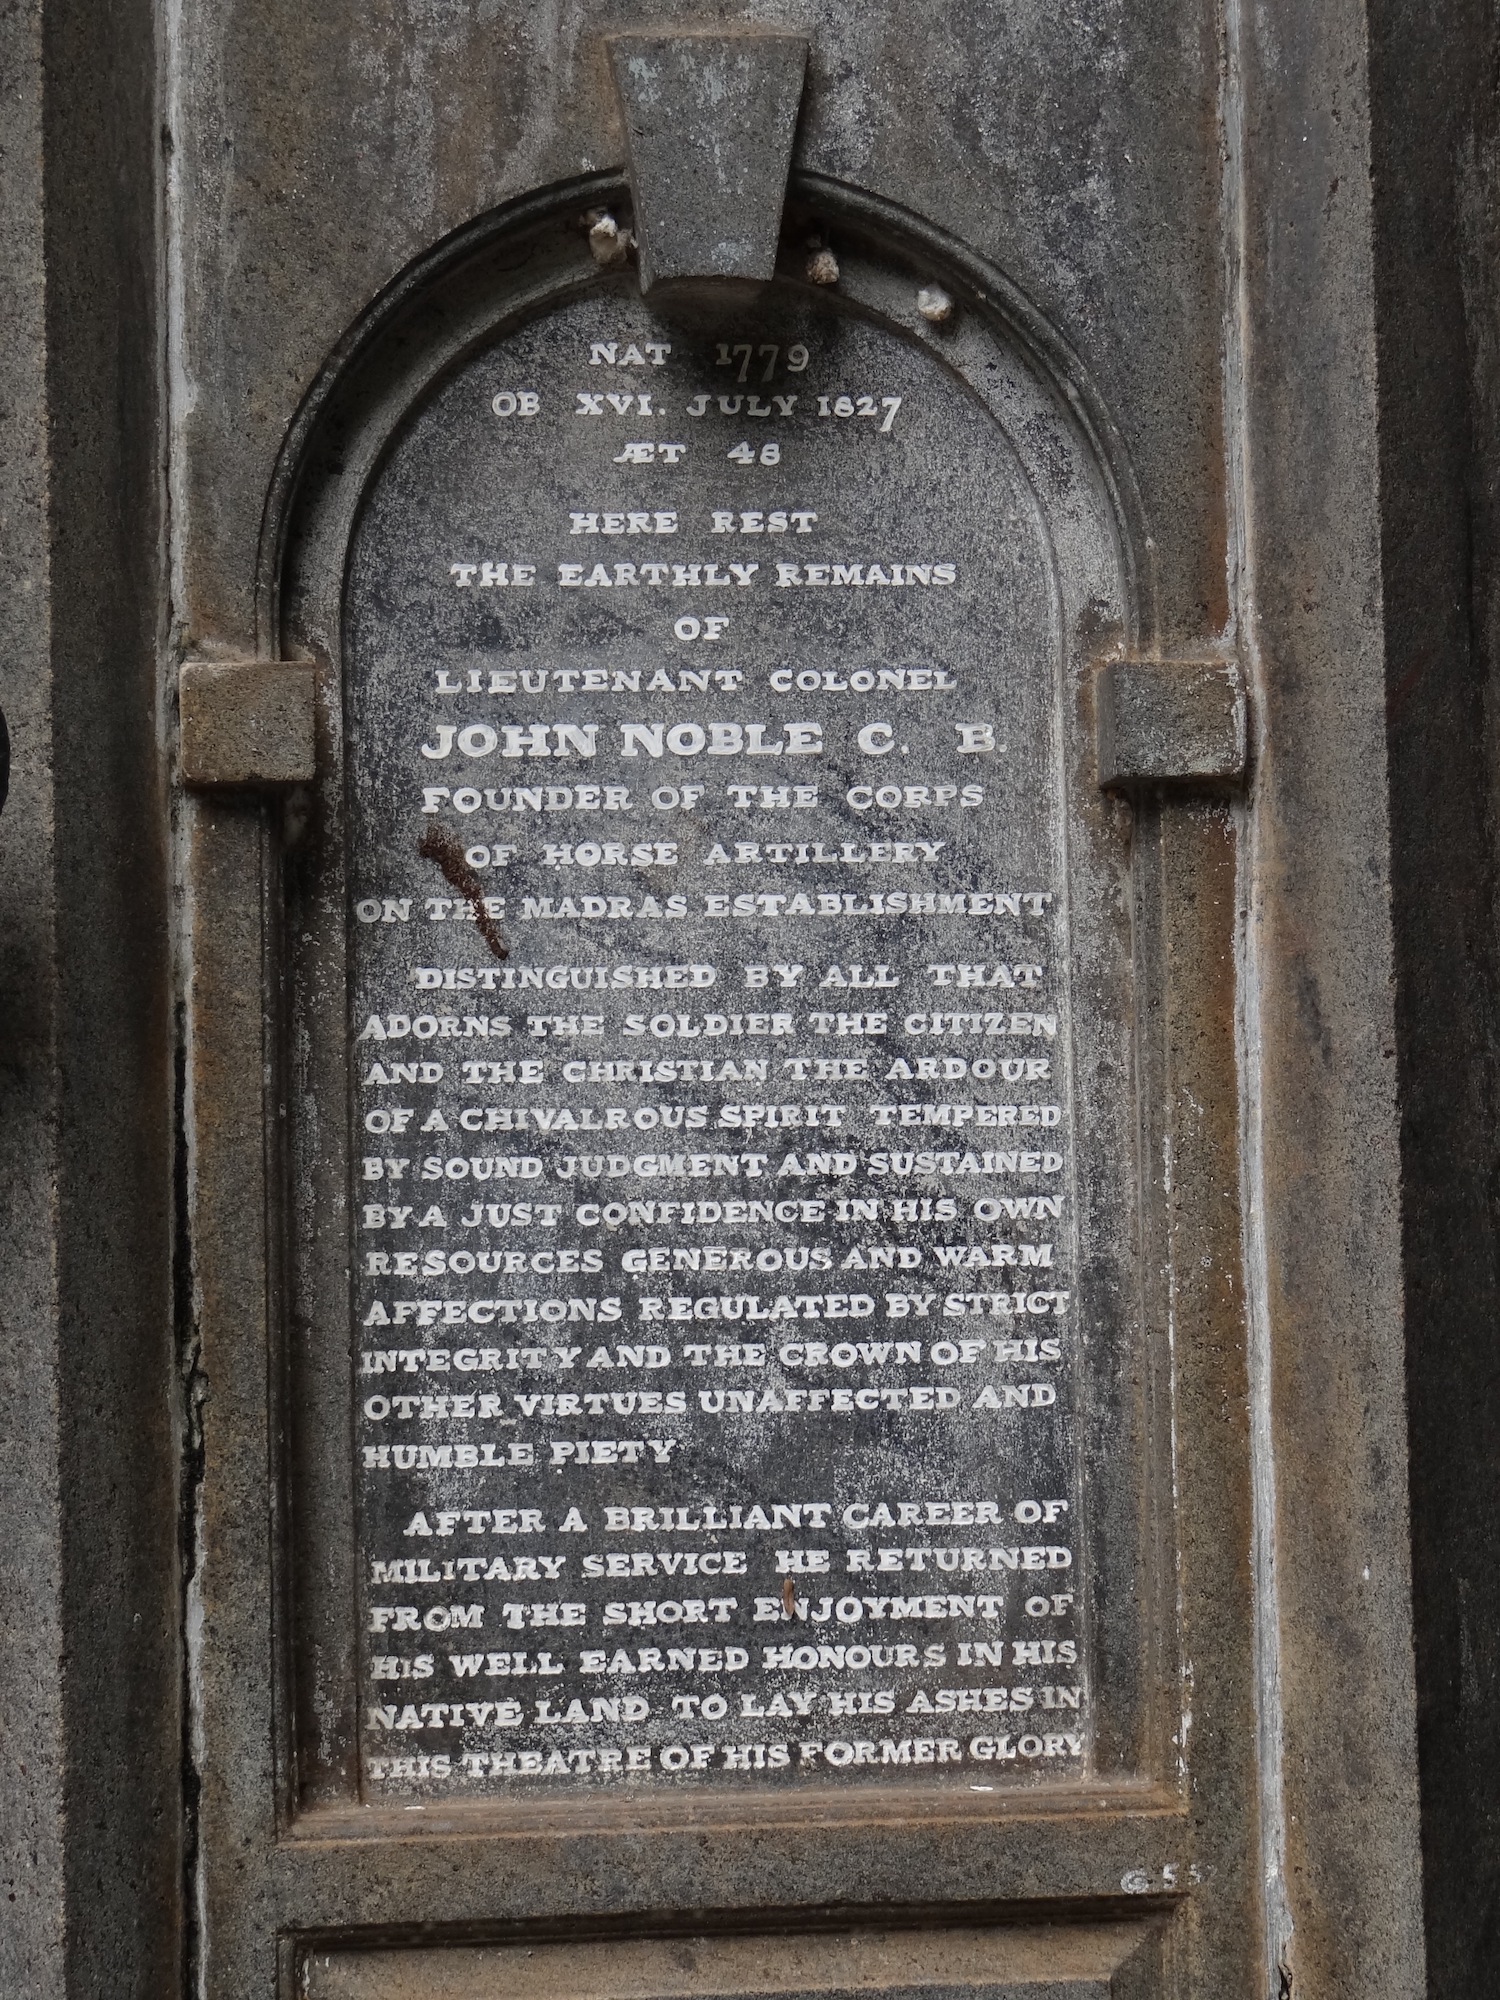 NAT 1779
OB XVI. JULY 1827
ÆT 48
HERE REST
THE EARTHLY REMAINS
OF
LIEUTENANT COLONEL
JOHN NOBLE C. B.
FOUNDER OF THE CORPS
OF HORSE ARTILLERY
ON THE MADRAS ESTABLISHMENT
DISTINGUISHED BY ALL THAT
ADORNS THE SOLDIER THE CITIZEN
AND THE CHRISTIAN THE ARDOUR
OF A CHIVALROUS SPIRIT TEMPERED
BY SOUND JUDGMENT AND SUSTAINED
BY A JUST CONFIDENCE IN HIS OWN
RESOURCES GENEROUS AND WARM
AFFECTIONS REGULATED BY STRICT
INTEGRITY AND THE CROWN OF HIS
OTHER VIRTUES UNAFFECTED AND
HUMBLE PIETY
AFTER A BRILLIANT CAREER OF
MILITARY SERVICE HE RETURNED
FROM THE SHORT ENJOYMENT OF
HIS WELL EARNED HONOURS IN HIS
NATIVE LAND TO LAY HIS ASHES IN
THIS THEATRE OF HIS FORMER GLORY